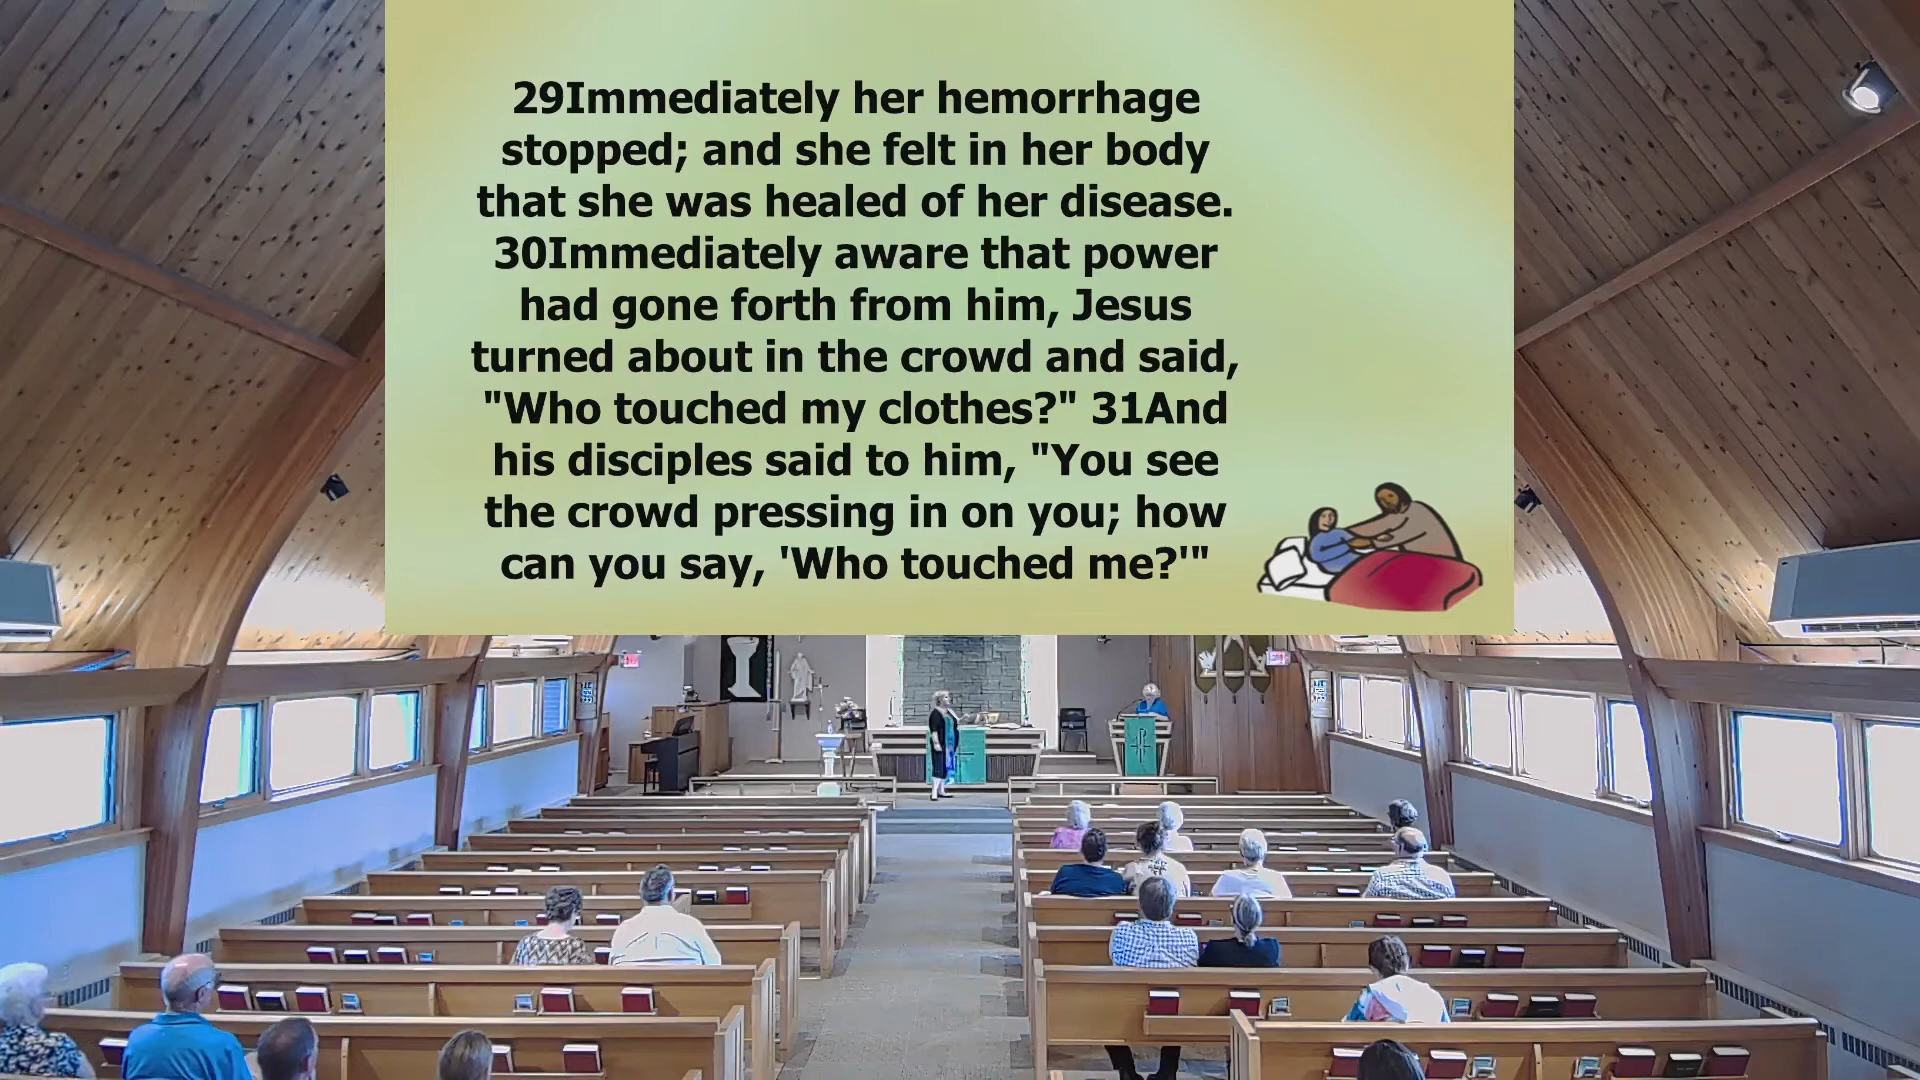 29Immediately her hemorrhage
stopped; and she felt in her body
that she was healed of her disease.
30Immediately aware that power
had gone forth from him, Jesus
turned about in the crowd and said,
"Who touched my clothes?" 31And
his disciples said to him, "You see
the crowd pressing in on you; how
can you say, 'Who touched me?'"